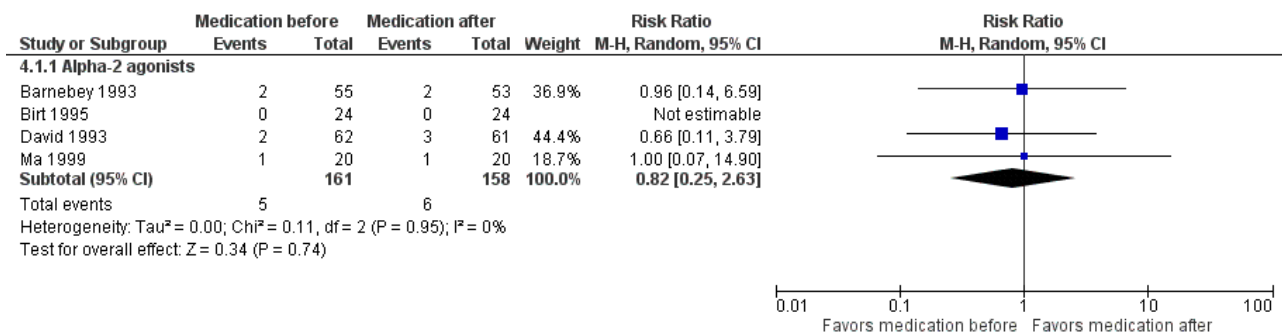 Medication before Medication after Risk Ratio Risk Ratio
Study or Subgroup Events Total Events Total Weight M-H, Random, 95% CI M-H, Random, 95% CI
4.1.1 Alpha-2 agonists
Barnebey 1993 2 55 2 53 36.9% 0.96 [0.14, 6.59]
Birt 1995 0 24 0 24 Not estimable
David 1993 2 62 3 61 44.4% 0.66 [0.11, 3.79]
Ma 1999 1 20 1 20 18.7% 1.00 [0.07, 14.90]
Subtotal (95% CI) 161 158 100.0% 0.82 [0.25, 2.63]
Total events 5 6
Heterogeneity: Tau² = 0.00; Chi² = 0.11, df = 2 (P = 0.95); I² = 0%
Test for overall effect: Z = 0.34 (P = 0.74)
0.01 0.1 1 10 100
Favors medication before Favors medication after